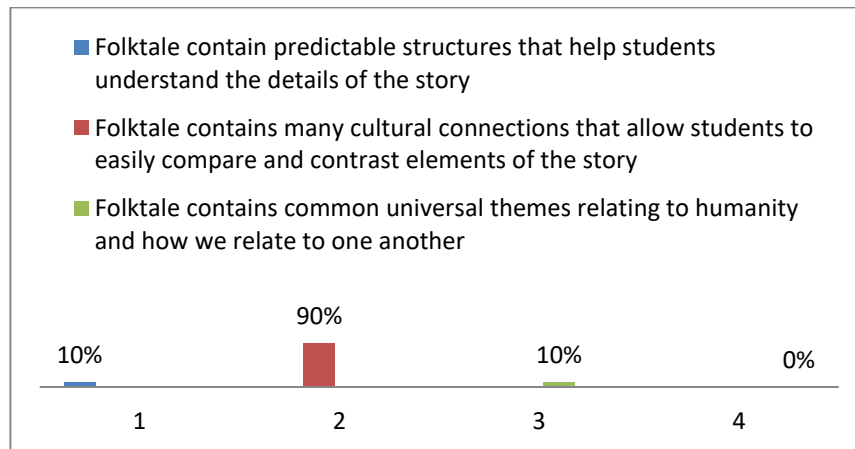 Folktale contain predictable structures that help students
understand the details of the story
Folktale contains many cultural connections that allow students to
easily compare and contrast elements of the story
Folktale contains common universal themes relating to humanity
and how we relate to one another
90%
10%
10%
0%
1
2
3
4